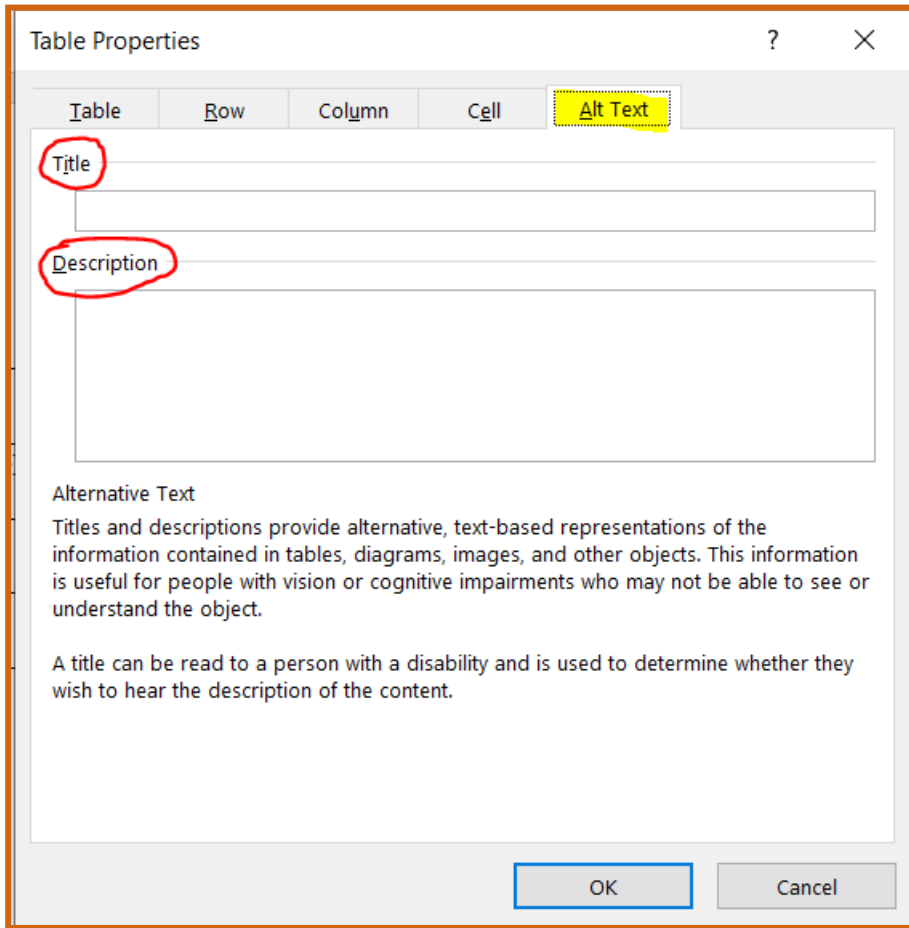 Table Properties ? ×
Table Row Column Cell Alt Text
Title
Description
Alternative Text
Titles and descriptions provide alternative, text-based representations of the
information contained in tables, diagrams, images, and other objects. This information
is useful for people with vision or cognitive impairments who may not be able to see or
understand the object.
A title can be read to a person with a disability and is used to determine whether they
wish to hear the description of the content.
OK Cancel